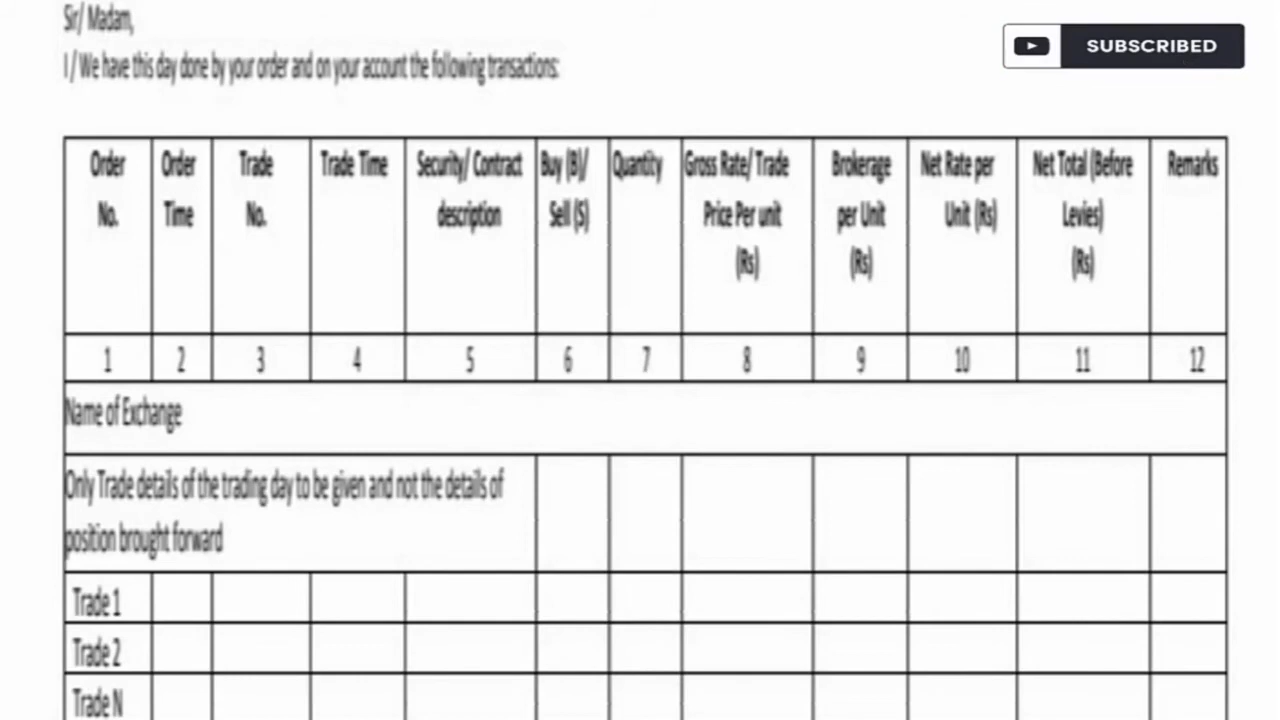 Sir/ Madam,
SUBSCRIBED
I / We have this day done by your order and on your account the following transactions:
Order No.
Order Time
Trade No.
Trade Time
Security/ Contract description
Buy (B)/ Sell (S)
Quantity
Gross Rate/ Trade Price Per unit (Rs)
Brokerage per Unit (Rs)
Net Rate per Unit (Rs)
Net Total (Before Levies) (Rs)
Remarks
1 2 3 4 5 6 7 8 9 10 11 12
Name of Exchange
Only Trade details of the trading day to be given and not the details of
position brought forward
Trade 1
Trade 2
Trade N